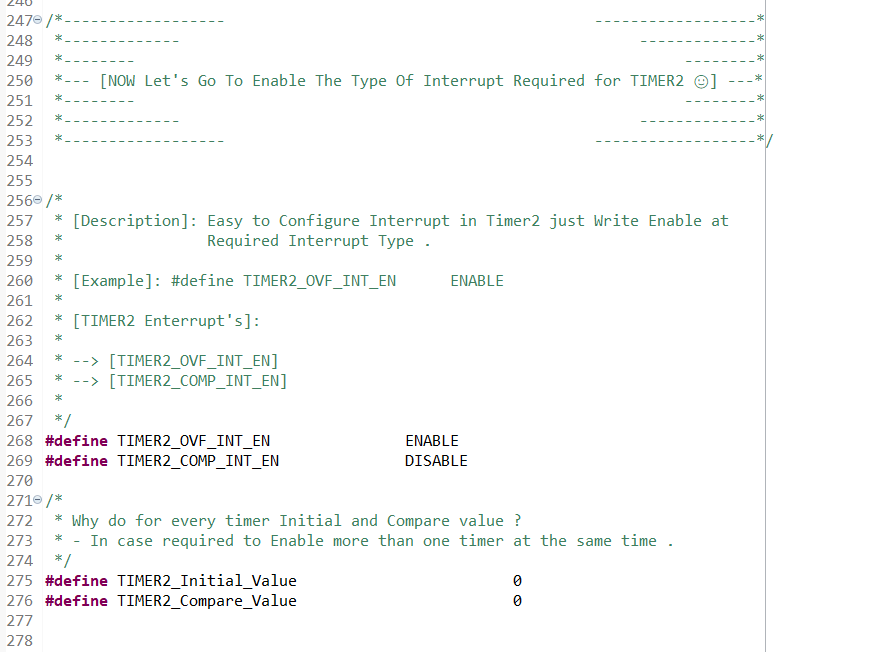 246
247 /*------------------                                         ------------------*
248  *-------------                                                   -------------*
249  *--------                                                             --------*
250  *--- [NOW Let's Go To Enable The Type Of Interrupt Required for TIMER2 ☺] ---*
251  *--------                                                             --------*
252  *-------------                                                   -------------*
253  *------------------                                         ------------------*/
254
255
256 /*
257  * [Description]: Easy to Configure Interrupt in Timer2 just Write Enable at
258  *                Required Interrupt Type .
259  *
260  * [Example]: #define TIMER2_OVF_INT_EN      ENABLE
261  *
262  * [TIMER2 Enterrupt's]:
263  *
264  * --> [TIMER2_OVF_INT_EN]
265  * --> [TIMER2_COMP_INT_EN]
266  *
267  */
268 #define TIMER2_OVF_INT_EN               ENABLE
269 #define TIMER2_COMP_INT_EN              DISABLE
270
271 /*
272  * Why do for every timer Initial and Compare value ?
273  * - In case required to Enable more than one timer at the same time .
274  */
275 #define TIMER2_Initial_Value                        0
276 #define TIMER2_Compare_Value                        0
277
278